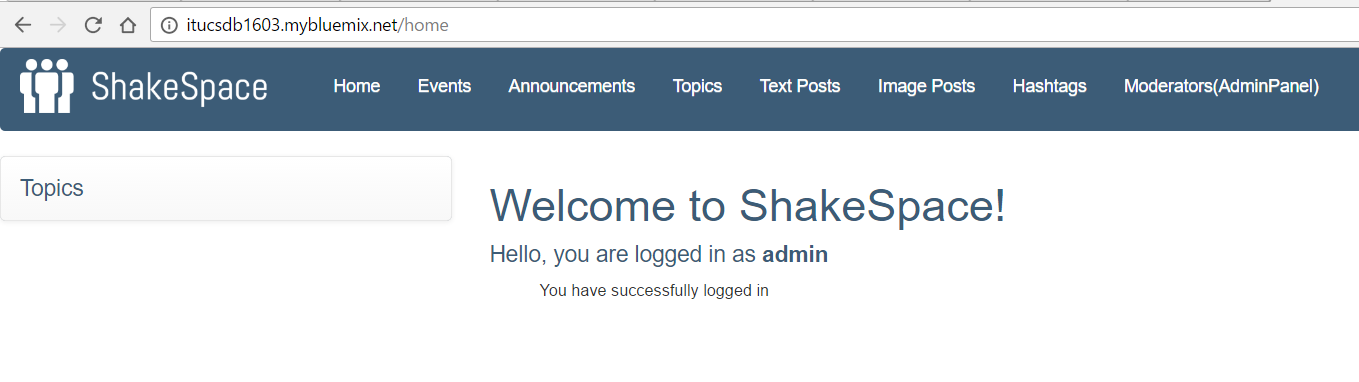 itucsdb1603.mybluemix.net/home
ShakeSpace Home Events Announcements Topics Text Posts Image Posts Hashtags Moderators(AdminPanel)
Topics
Welcome to ShakeSpace!
Hello, you are logged in as admin
You have successfully logged in